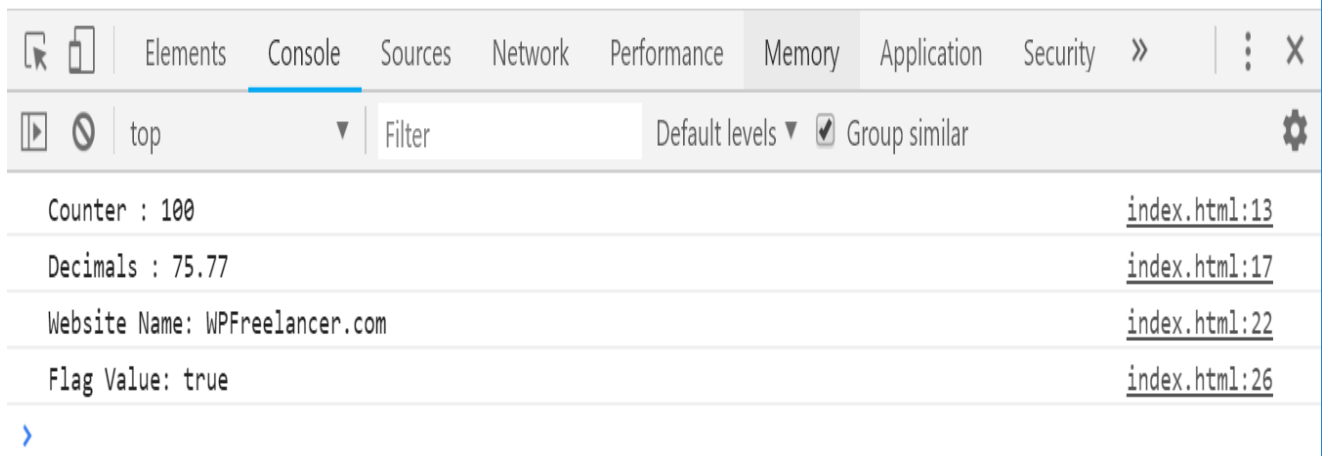 Elements Console Sources Network Performance Memory Application Security »
top Filter Default levels Group similar
Counter : 100 index.html:13
Decimals : 75.77 index.html:17
Website Name: WPFreelancer.com index.html:22
Flag Value: true index.html:26